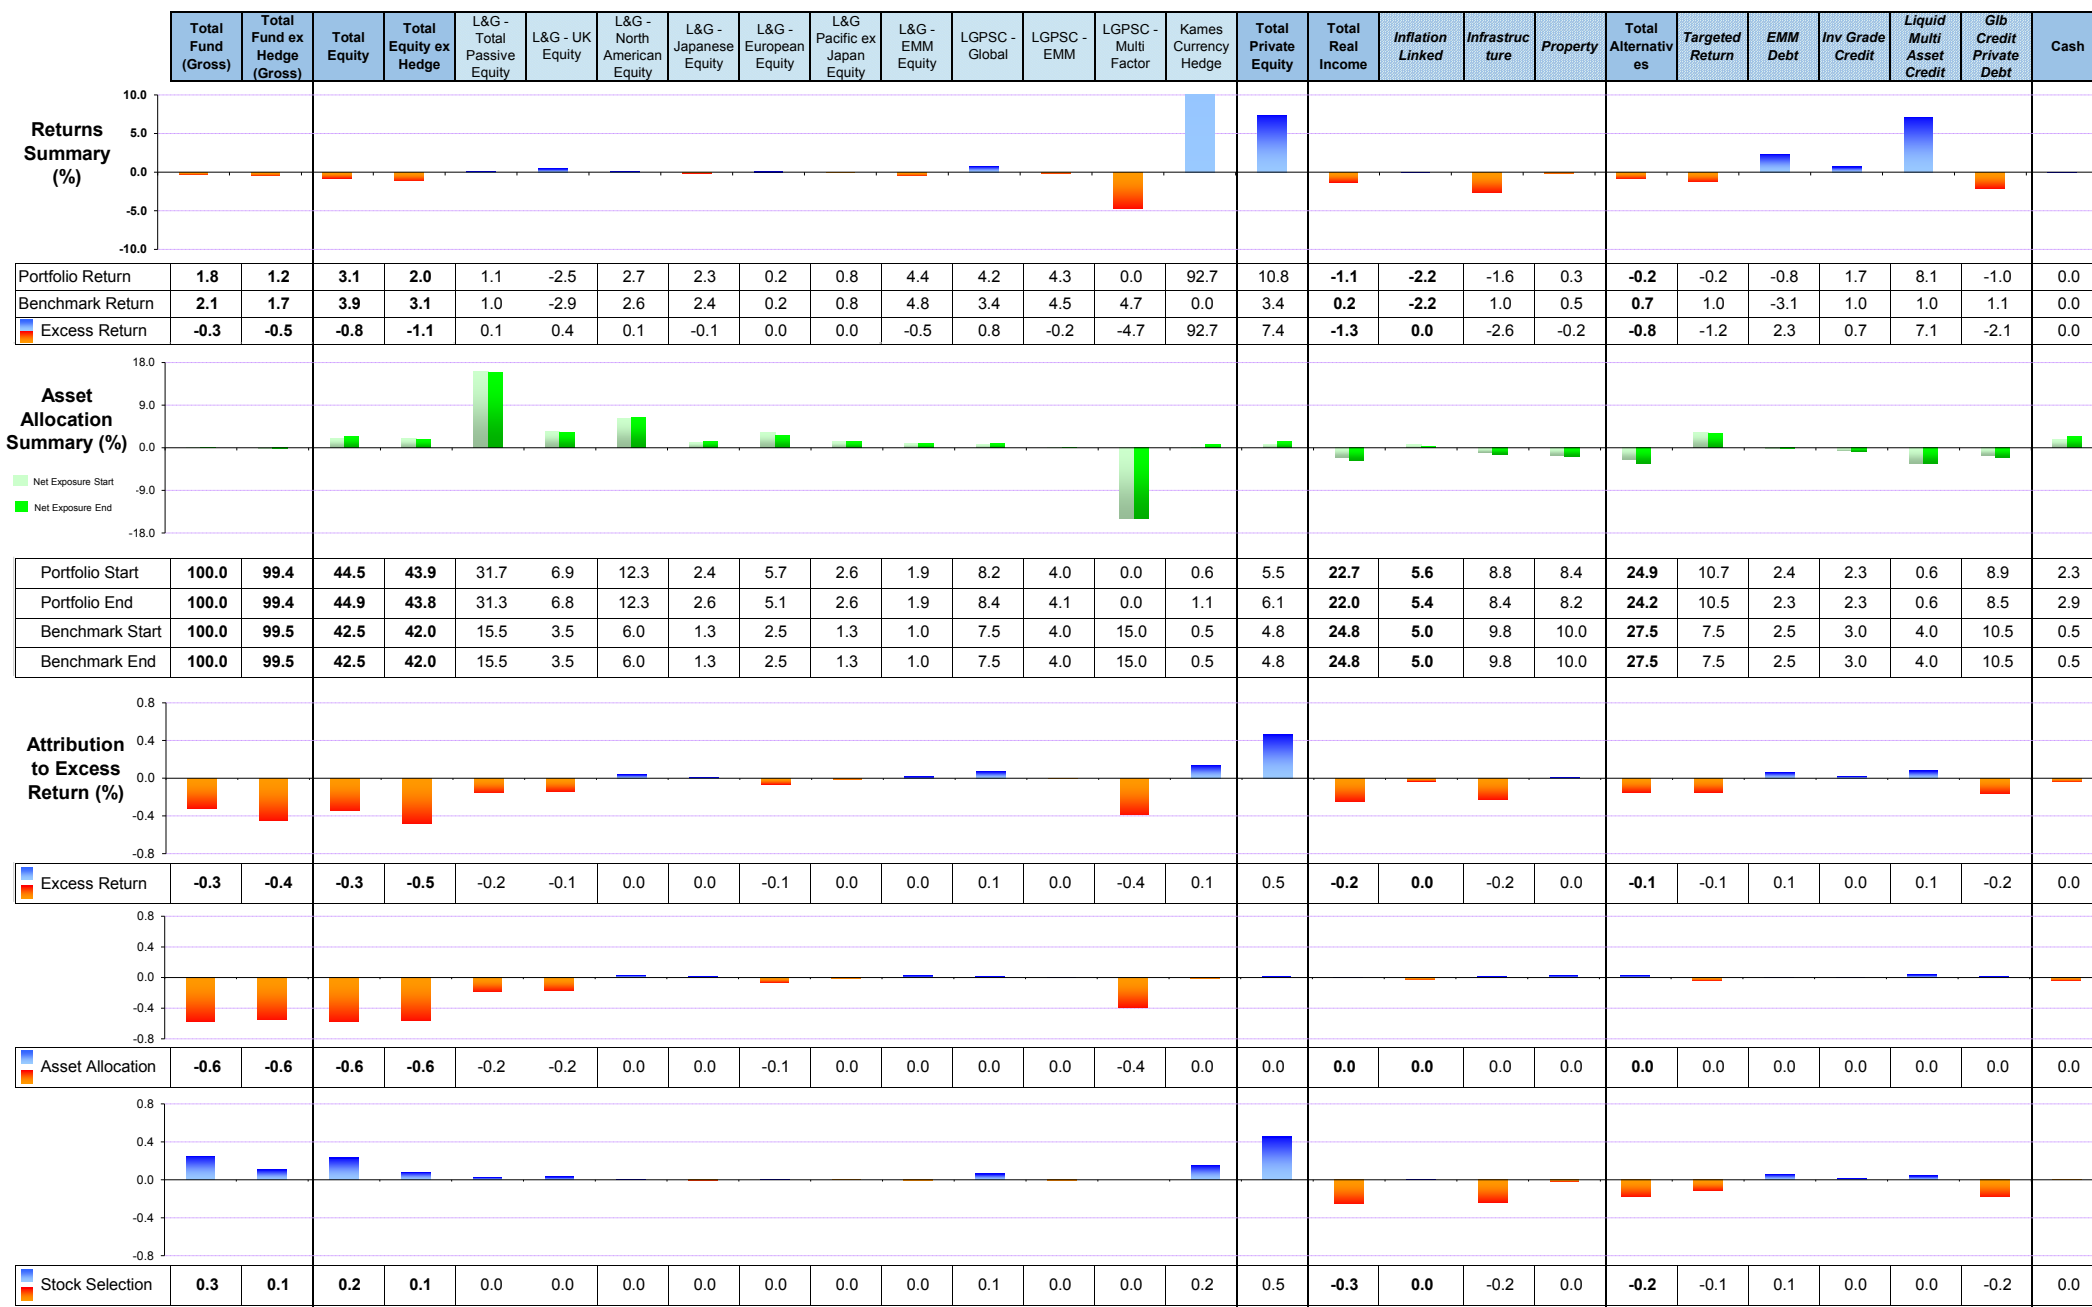 Total Fund (Gross) Total Fund ex Hedge (Gross) Total Equity Total Equity ex Hedge L&G - Total Passive Equity L&G - UK Equity L&G - North American Equity L&G - Japanese Equity L&G - European Equity L&G Pacific ex Japan Equity L&G - EMM Equity LGPSC - Global LGPSC - EMM LGPSC - Multi Factor Kames Currency Hedge Total Private Equity Total Real Income Inflation Linked Infrastruc ture Property Total Alternativ es Targeted Return EMM Debt Inv Grade Credit Liquid Multi Asset Credit Glb Credit Private Debt Cash
Returns Summary (%)
10.0
5.0
0.0
-5.0
-10.0
Portfolio Return 1.8 1.2 3.1 2.0 1.1 -2.5 2.7 2.3 0.2 0.8 4.4 4.2 4.3 0.0 92.7 10.8 -1.1 -2.2 -1.6 0.3 -0.2 -0.2 -0.8 1.7 8.1 -1.0 0.0
Benchmark Return 2.1 1.7 3.9 3.1 1.0 -2.9 2.6 2.4 0.2 0.8 4.8 3.4 4.5 4.7 0.0 3.4 0.2 -2.2 1.0 0.5 0.7 1.0 -3.1 1.0 1.0 1.1 0.0
Excess Return -0.3 -0.5 -0.8 -1.1 0.1 0.4 0.1 -0.1 0.0 0.0 -0.5 0.8 -0.2 -4.7 92.7 7.4 -1.3 0.0 -2.6 -0.2 -0.8 -1.2 2.3 0.7 7.1 -2.1 0.0
Asset Allocation Summary (%)
18.0
9.0
0.0
-9.0
-18.0
Net Exposure Start
Net Exposure End
Portfolio Start 100.0 99.4 44.5 43.9 31.7 6.9 12.3 2.4 5.7 2.6 1.9 8.2 4.0 0.0 0.6 5.5 22.7 5.6 8.8 8.4 24.9 10.7 2.4 2.3 0.6 8.9 2.3
Portfolio End 100.0 99.4 44.9 43.8 31.3 6.8 12.3 2.6 5.1 2.6 1.9 8.4 4.1 0.0 1.1 6.1 22.0 5.4 8.4 8.2 24.2 10.5 2.3 2.3 0.6 8.5 2.9
Benchmark Start 100.0 99.5 42.5 42.0 15.5 3.5 6.0 1.3 2.5 1.3 1.0 7.5 4.0 15.0 0.5 4.8 24.8 5.0 9.8 10.0 27.5 7.5 2.5 3.0 4.0 10.5 0.5
Benchmark End 100.0 99.5 42.5 42.0 15.5 3.5 6.0 1.3 2.5 1.3 1.0 7.5 4.0 15.0 0.5 4.8 24.8 5.0 9.8 10.0 27.5 7.5 2.5 3.0 4.0 10.5 0.5
Attribution to Excess Return (%)
0.8
0.4
0.0
-0.4
-0.8
Excess Return -0.3 -0.4 -0.3 -0.5 -0.2 -0.1 0.0 0.0 -0.1 0.0 0.0 0.1 0.0 -0.4 0.1 0.5 -0.2 0.0 -0.2 0.0 -0.1 -0.1 0.1 0.0 0.1 -0.2 0.0
0.8
0.4
0.0
-0.4
-0.8
Asset Allocation -0.6 -0.6 -0.6 -0.6 -0.2 -0.2 0.0 0.0 -0.1 0.0 0.0 0.0 0.0 -0.4 0.0 0.0 0.0 0.0 0.0 0.0 0.0 0.0 0.0 0.0 0.0 0.0 0.0
0.8
0.4
0.0
-0.4
-0.8
Stock Selection 0.3 0.1 0.2 0.1 0.0 0.0 0.0 0.0 0.0 0.0 0.0 0.1 0.0 0.0 0.2 0.5 -0.3 0.0 -0.2 0.0 -0.2 -0.1 0.1 0.0 0.0 -0.2 0.0